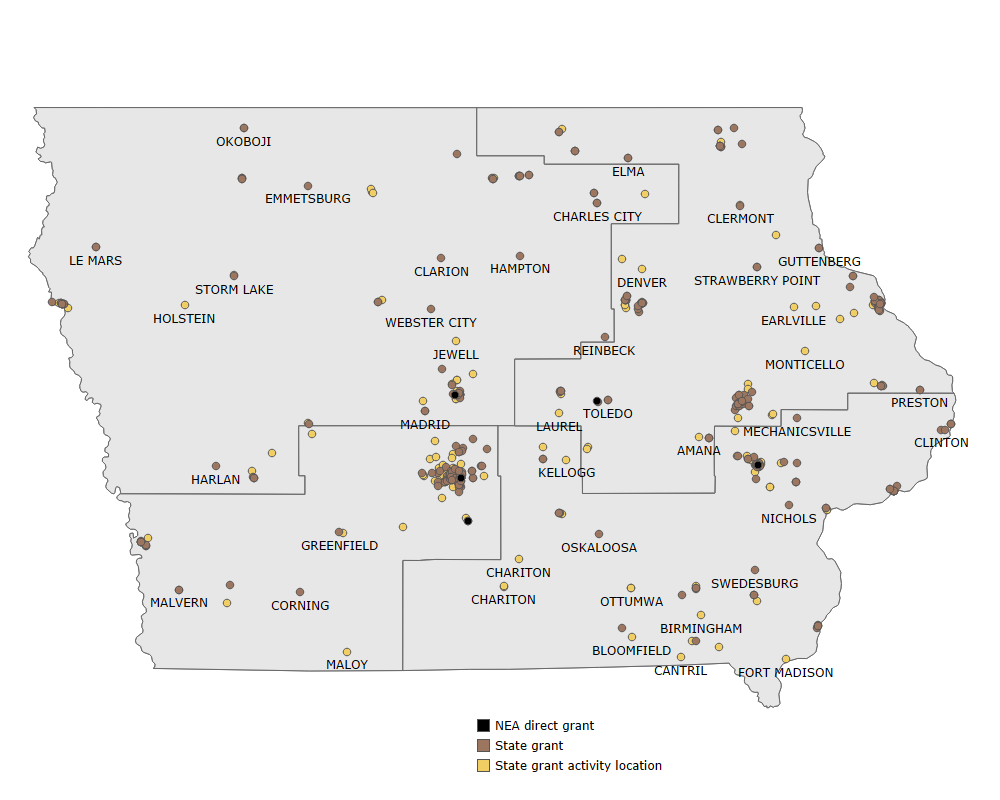 OKOBOJI
ELMA
EMMETSBURG
CHARLES CITY
CLERMONT
LE MARS
CLARION
HAMPTON
GUTTENBERG
STORM LAKE
DENVER
STRAWBERRY POINT
HOLSTEIN
WEBSTER CITY
EARLVILLE
JEWELL
REINBECK
MONTICELLO
PRESTON
MADRID
LAUREL
TOLEDO
MECHANICSVILLE
CLINTON
AMANA
HARLAN
KELLOGG
NICHOLS
GREENFIELD
OSKALOOSA
CHARITON
SWEDESBURG
MALVERN
CORNING
CHARITON
OTTUMWA
BIRMINGHAM
BLOOMFIELD
MALOY
CANTRIL
FORT MADISON
NEA direct grant
State grant
State grant activity location